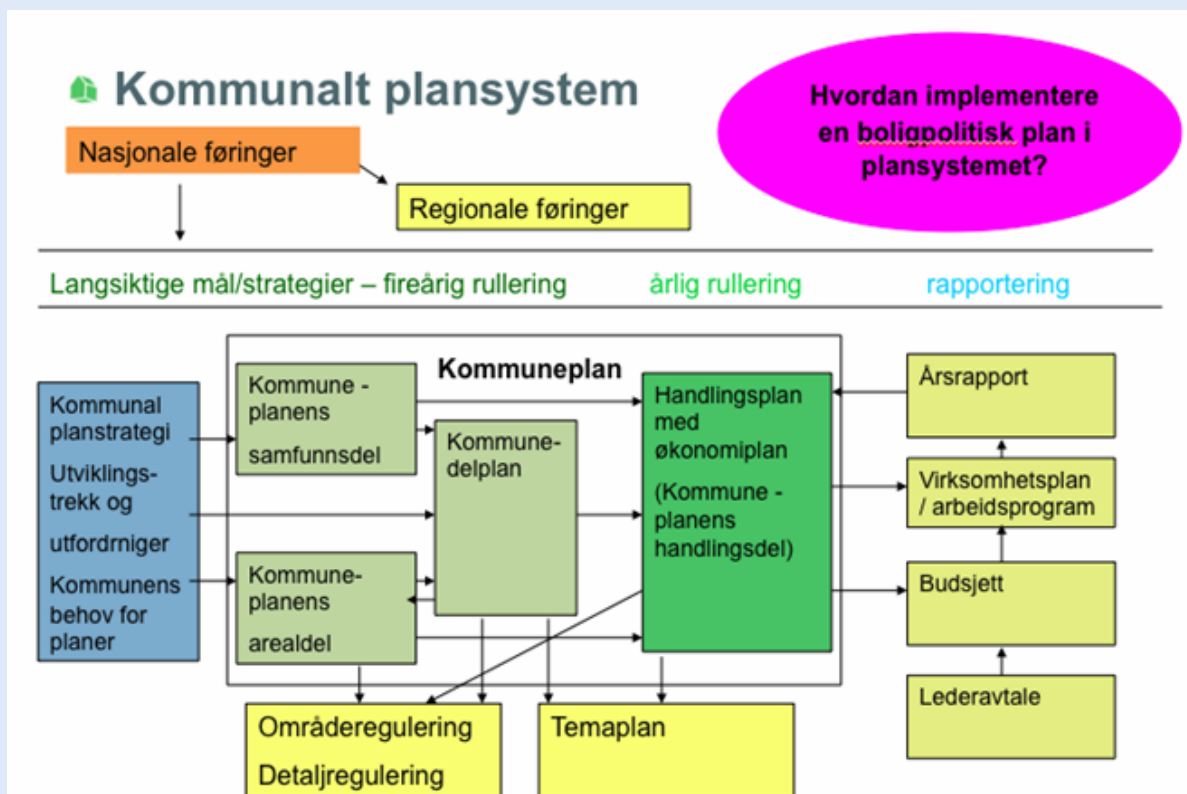 Kommunalt plansystem
Hvordan implementere
en boligpolitisk plan i
plansystemet?
Nasjonale føringer
Regionale føringer
Langsiktige mål/strategier – fireårig rullering
årlig rullering
rapportering
Kommuneplan
Kommunal
planstrategi
Utviklings-
trekk og
utfordrniger
Kommunens
behov for
planer
Kommune -
planens
samfunnsdel
Kommune-
delplan
Kommune-
planens
arealdel
Handlingsplan
med
økonomiplan
(Kommune -
planens
handlingsdel)
Årsrapport
Virksomhetsplan
/ arbeidsprogram
Budsjett
Lederavtale
Områderegulering
Detaljregulering
Temaplan